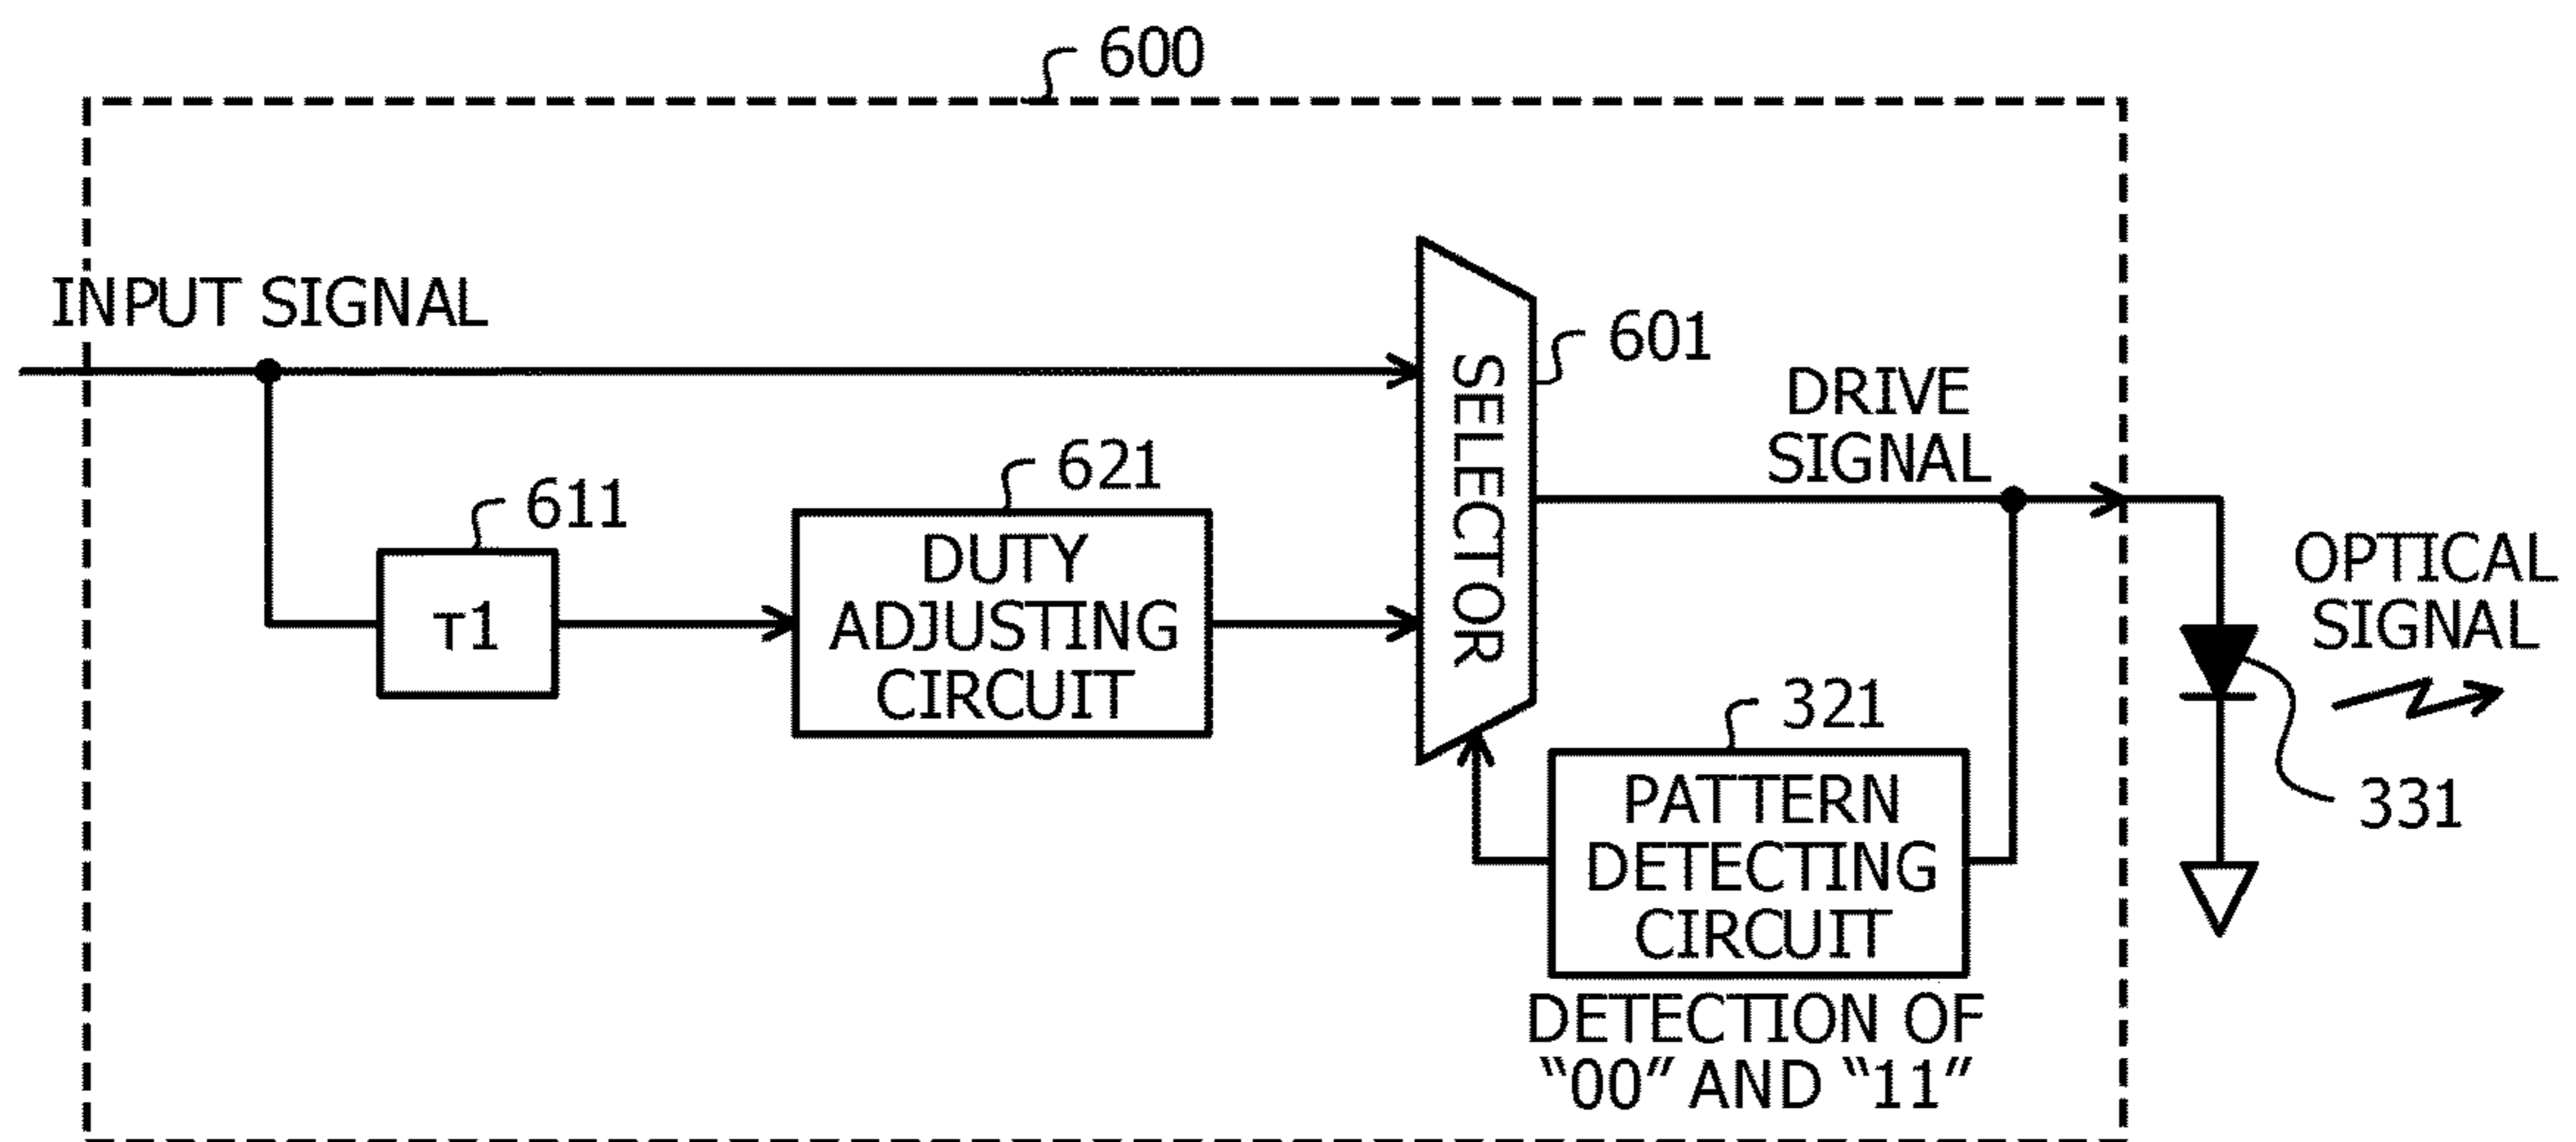 600
INPUT SIGNAL
601
SELECTOR
DRIVE
SIGNAL
611
τ1
621
DUTY
ADJUSTING
CIRCUIT
OPTICAL
SIGNAL
331
321
PATTERN
DETECTING
CIRCUIT
DETECTION OF
“00” AND “11”